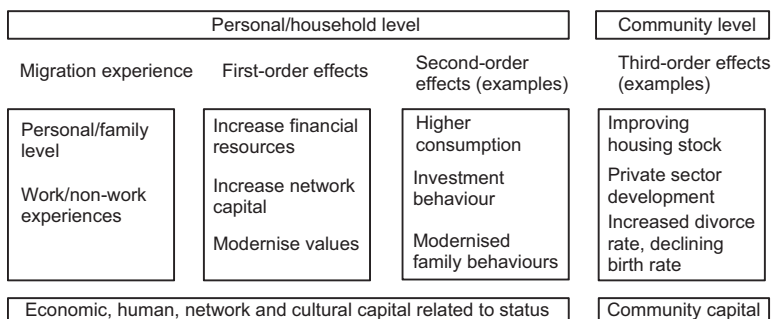 Personal/household level
Community level
Migration experience
First-order effects
Second-order
effects (examples)
Third-order effects
(examples)
Personal/family
level
Work/non-work
experiences
Increase financial
resources
Increase network
capital
Modernise values
Higher
consumption
Investment
behaviour
Modernised
family behaviours
Improving
housing stock
Private sector
development
Increased divorce
rate, declining
birth rate
Economic, human, network and cultural capital related to status
Community capital